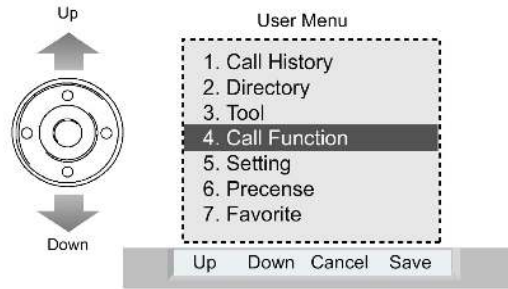 Up
User Menu
1. Call History
2. Directory
3. Tool
4. Call Function
5. Setting
6. Precense
7. Favorite
Down
Up Down Cancel Save